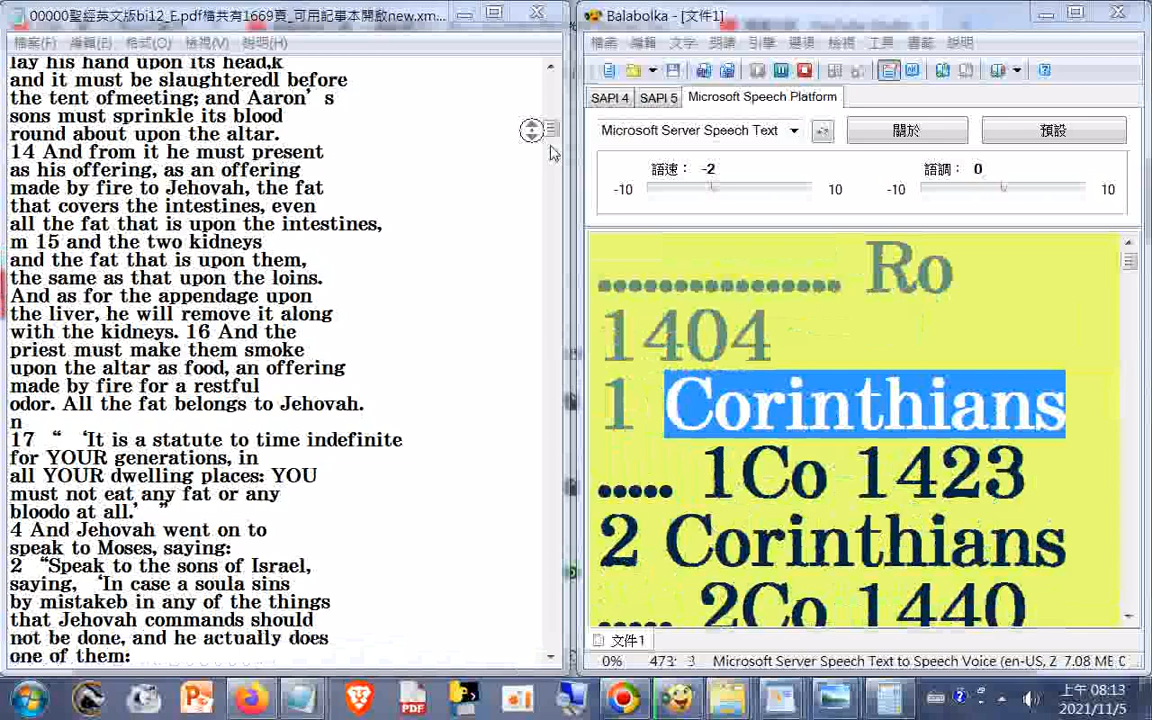 00000聖經英文版bi12_E.pdf檔共有1669頁_可用記事本開啟new.xm...
檔案(F) 編輯(E) 格式(O) 檢視(V) 說明(H)
lay his hand upon its head,k
and it must be slaughteredl before
the tent ofmeeting; and Aaron’s
sons must sprinkle its blood
round about upon the altar.
14 And from it he must present
as his offering, as an offering
made by fire to Jehovah, the fat
that covers the intestines, even
all the fat that is upon the intestines,
m 15 and the two kidneys
and the fat that is upon them,
the same as that upon the loins.
And as for the appendage upon
the liver, he will remove it along
with the kidneys. 16 And the
priest must make them smoke
upon the altar as food, an offering
made by fire for a restful
odor. All the fat belongs to Jehovah.
n
17 “ ‘It is a statute to time indefinite
for YOUR generations, in
all YOUR dwelling places: YOU
must not eat any fat or any
bloodo at all.’ ”
4 And Jehovah went on to
speak to Moses, saying:
2 “Speak to the sons of Israel,
saying, ‘In case a soula sins
by mistakeb in any of the things
that Jehovah commands should
not be done, and he actually does
one of them:
Balabolka - [文件1]
檔案 編輯 文字 朗讀 引擎 選項 檢視 工具 書籤 說明
SAPI 4 SAPI 5 Microsoft Speech Platform
Microsoft Server Speech Text 關於 預設
語速： -2 語調： 0
-10 10 -10 10
................ Ro
1404
1 Corinthians
..... 1Co 1423
2 Corinthians
..... 2Co 1440
文件1
0% Microsoft Server Speech Text to Speech Voice (en-US, Z 7.08 ME
PDF
上午 08:13
2021/11/5